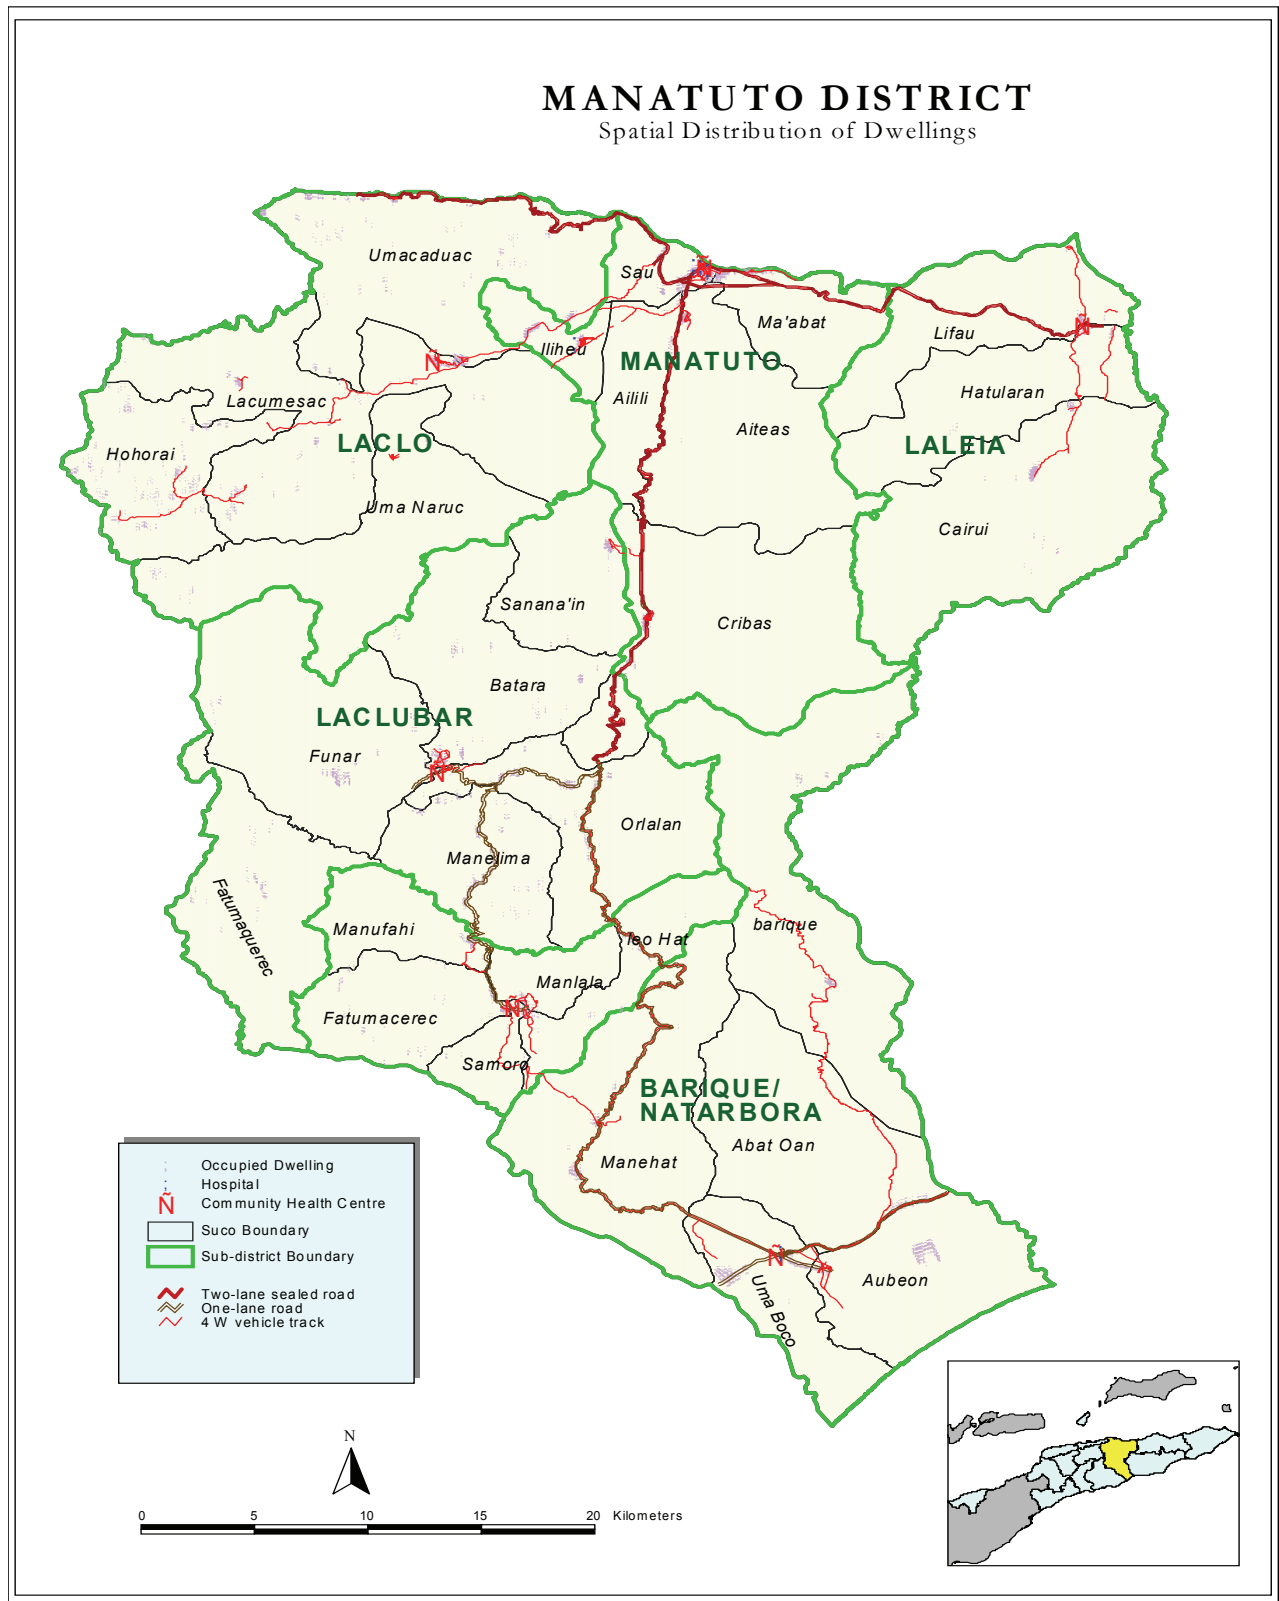 MANATUTO DISTRICT
Spatial Distribution of Dwellings
Umacaduac
Sau
Ma'abat
Lifau
Iliheu
MANATUTO
Ailili
Hatularan
Lacumesac
Aiteas
LACLO
LALEIA
Hohorai
Uma Naruc
Cairui
Sanana'in
Cribas
Batara
LACLUBAR
Funar
Orlalan
Manelima
Fatumaquerec
Manufahi
barique
leo Hat
Manlala
Fatumacerec
Samoro
BARIQUE/
NATARBORA
Abat Oan
Manehat
Aubeon
Uma Boco
Ñ
Ñ
Ñ
Ñ
Ñ
Ñ
Ñ
Occupied Dwelling
Hospital
Ñ Community Health Centre
Suco Boundary
Sub-district Boundary
Two-lane sealed road
One-lane road
4 W vehicle track
N
0 5 10 15 20 Kilometers